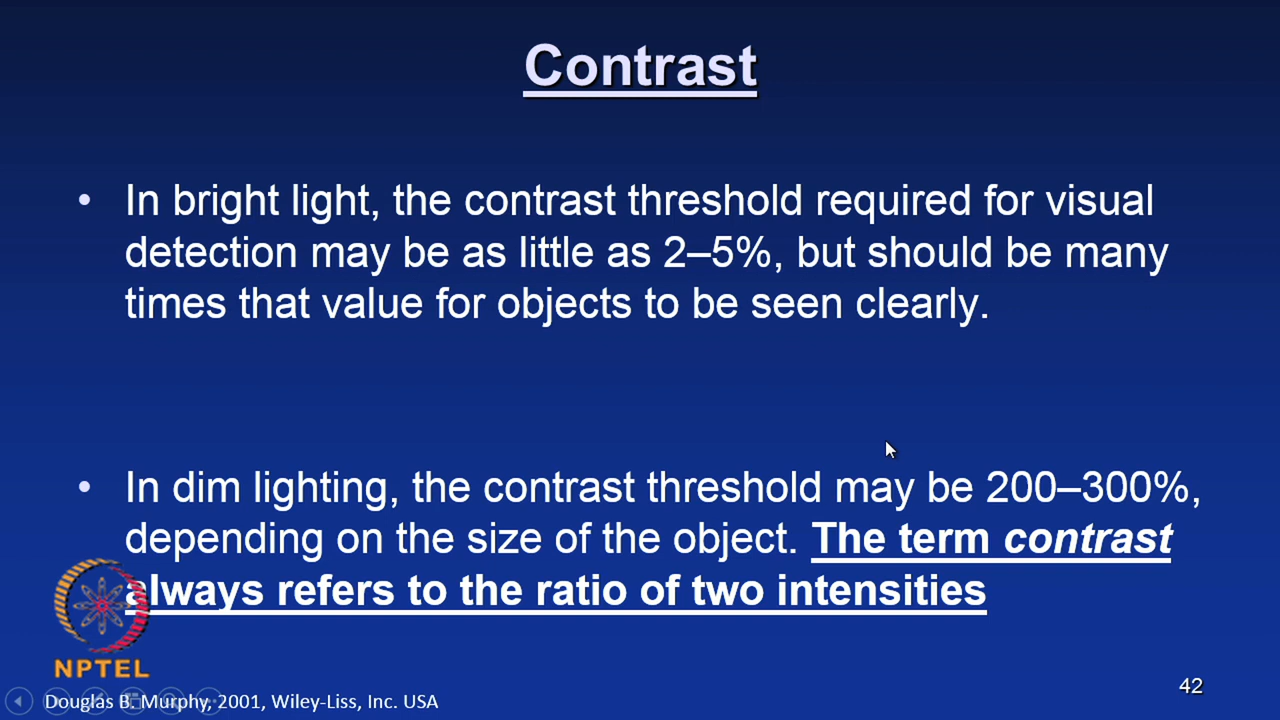 Contrast
• In bright light, the contrast threshold required for visual
detection may be as little as 2–5%, but should be many
times that value for objects to be seen clearly.
• In dim lighting, the contrast threshold may be 200–300%,
depending on the size of the object. The term contrast
always refers to the ratio of two intensities
NPTEL
42
Douglas B. Murphy, 2001, Wiley-Liss, Inc. USA